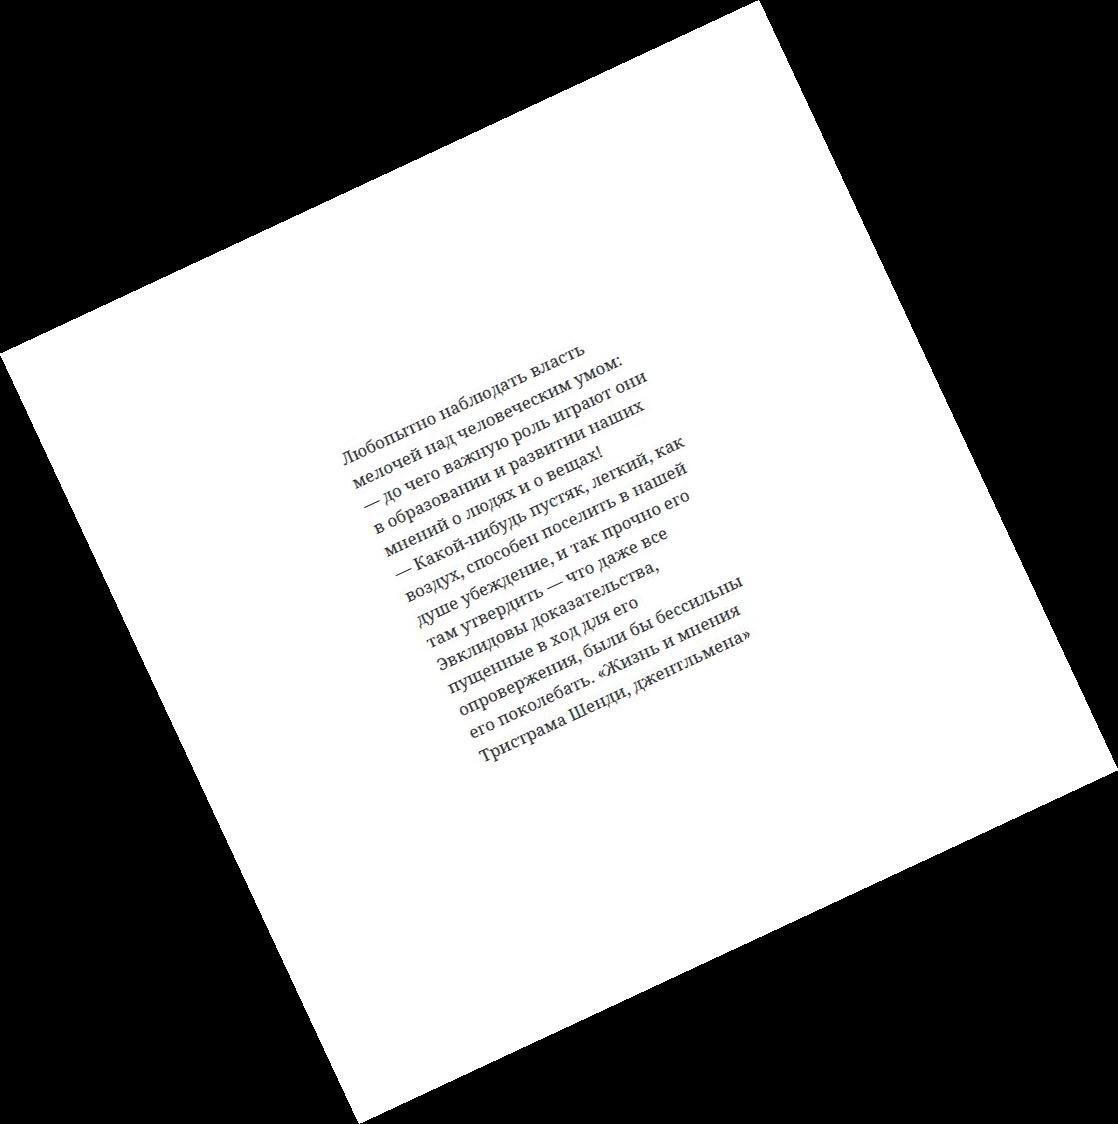 Любопытно наблюдать власть
мелочей над человеческим умом:
— до чего важную роль играют они
в образовании и развитии наших
мнений о людях и о вещах!
— Какой-нибудь пустяк, легкий, как
воздух, способен поселить в нашей
душе убеждение, и так прочно его
там утвердить — что даже все
Эвклидовы доказательства,
пущенные в ход для его
опровержения, были бы бессильны
его поколебать. «Жизнь и мнения
Тристрама Шенди, джентльмена»